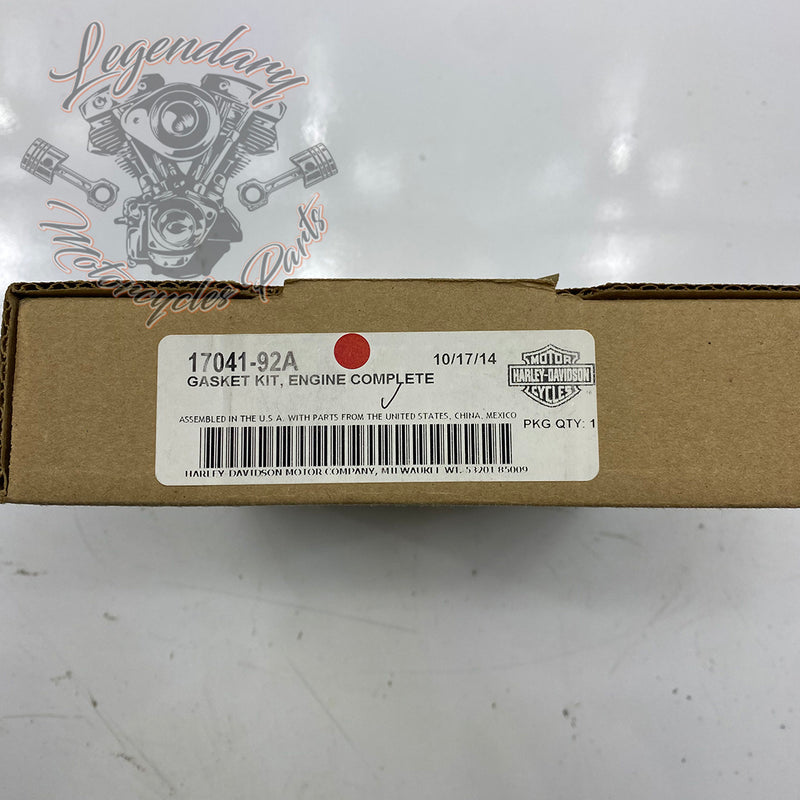 Legendary
Motorcycles Parts
17041-92A
10/17/14
GASKET KIT, ENGINE COMPLETE
MOTOR
HARLEY-DAVIDSON
CYCLES
ASSEMBLED IN THE U.S.A. WITH PARTS FROM THE UNITED STATES, CHINA, MEXICO
PKG QTY: 1
HARLEY-DAVIDSON MOTOR COMPANY, MILWAUKEE WI. 53201 85009